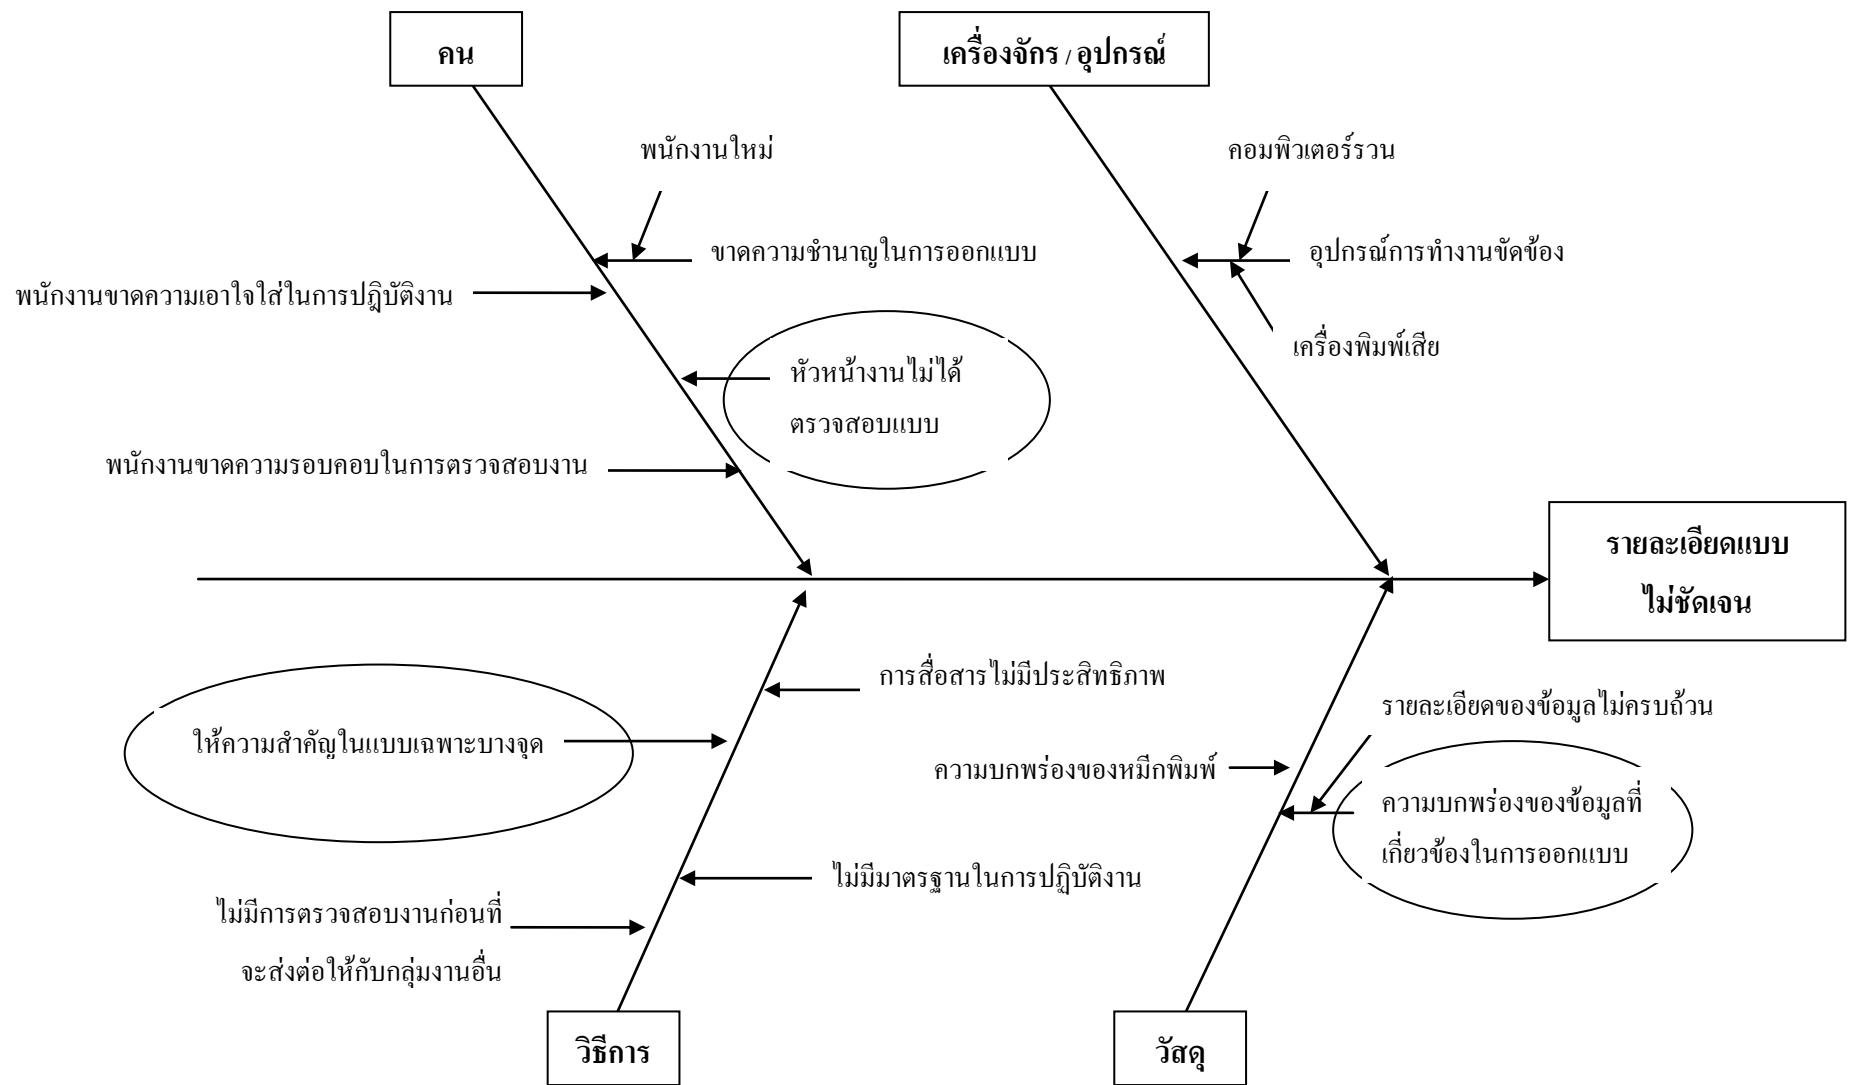 คน
เครื่องจักร / อุปกรณ์
พนักงานใหม่
คอมพิวเตอร์รวน
ขาดความชำนาญในการออกแบบ
อุปกรณ์การทำงานขัดข้อง
พนักงานขาดความเอาใจใส่ในการปฎิบัติงาน
เครื่องพิมพ์เสีย
หัวหน้างานไม่ได้
ตรวจสอบแบบ
พนักงานขาดความรอบคอบในการตรวจสอบงาน
รายละเอียดแบบ
ไม่ชัดเจน
การสื่อสารไม่มีประสิทธิภาพ
รายละเอียดของข้อมูลไม่ครบถ้วน
ให้ความสำคัญในแบบเฉพาะบางจุด
ความบกพร่องของหมึกพิมพ์
ความบกพร่องของข้อมูลที่
เกี่ยวข้องในการออกแบบ
ไม่มีมาตรฐานในการปฏิบัติงาน
ไม่มีการตรวจสอบงานก่อนที่
จะส่งต่อให้กับกลุ่มงานอื่น
วิธีการ
วัสดุ